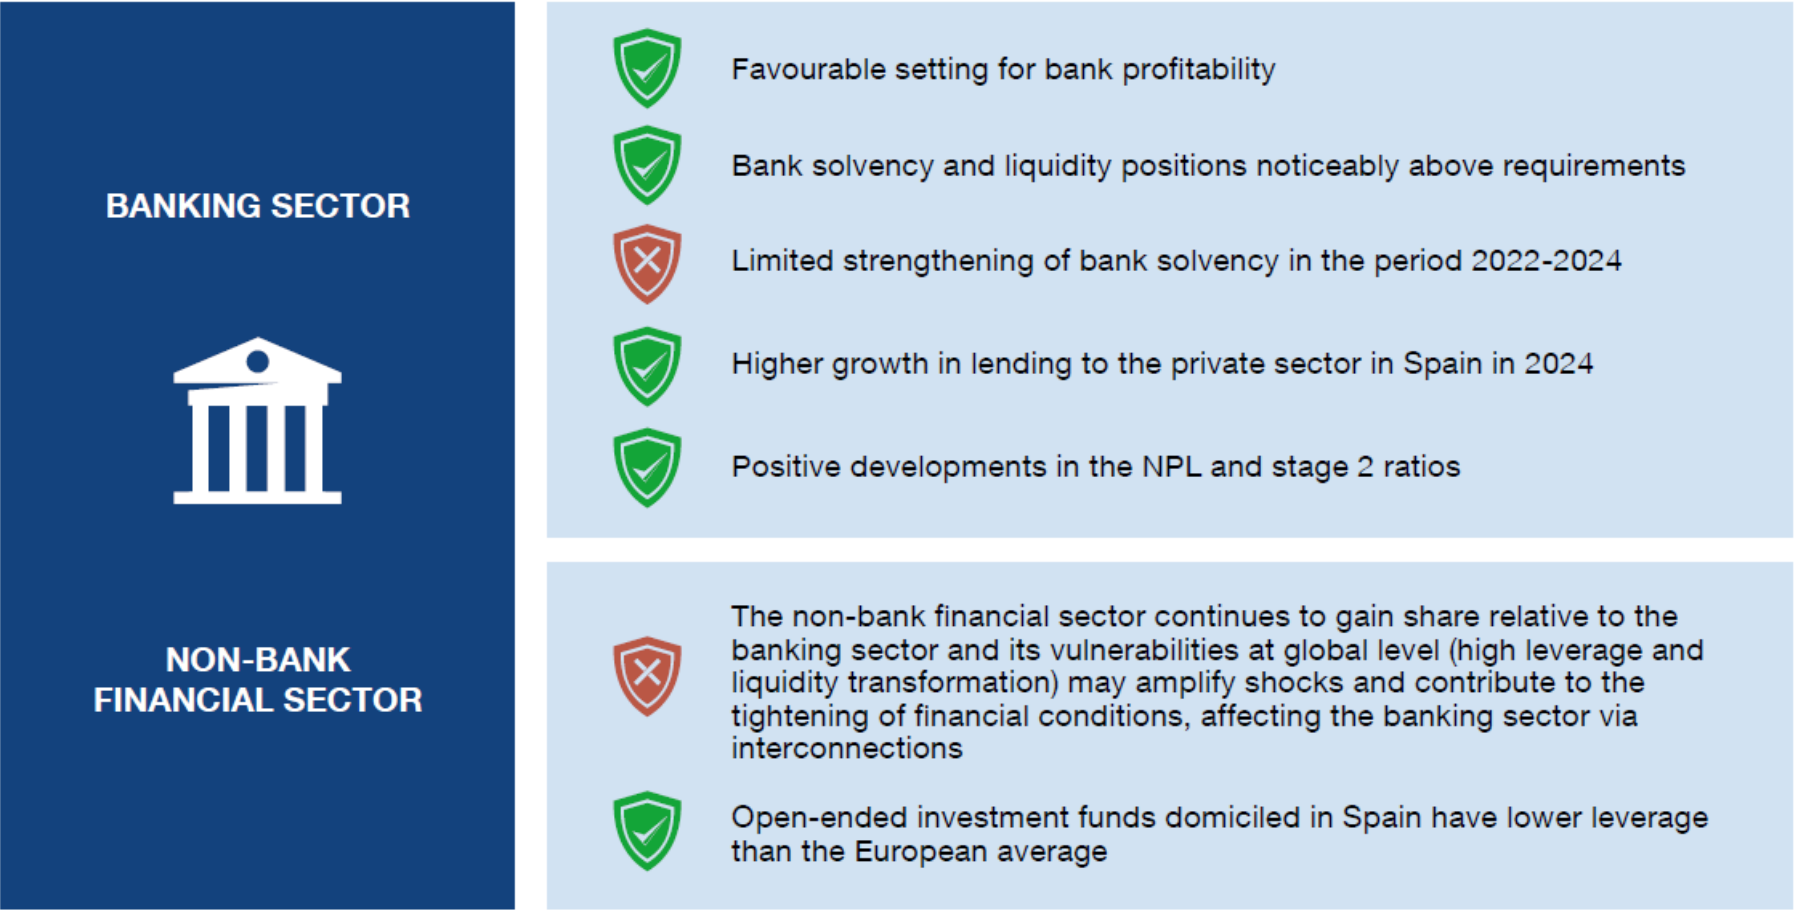 BANKING SECTOR
Favourable setting for bank profitability
Bank solvency and liquidity positions noticeably above requirements
Limited strengthening of bank solvency in the period 2022-2024
Higher growth in lending to the private sector in Spain in 2024
Positive developments in the NPL and stage 2 ratios
NON-BANK
FINANCIAL SECTOR
The non-bank financial sector continues to gain share relative to the
banking sector and its vulnerabilities at global level (high leverage and
liquidity transformation) may amplify shocks and contribute to the
tightening of financial conditions, affecting the banking sector via
interconnections
Open-ended investment funds domiciled in Spain have lower leverage
than the European average